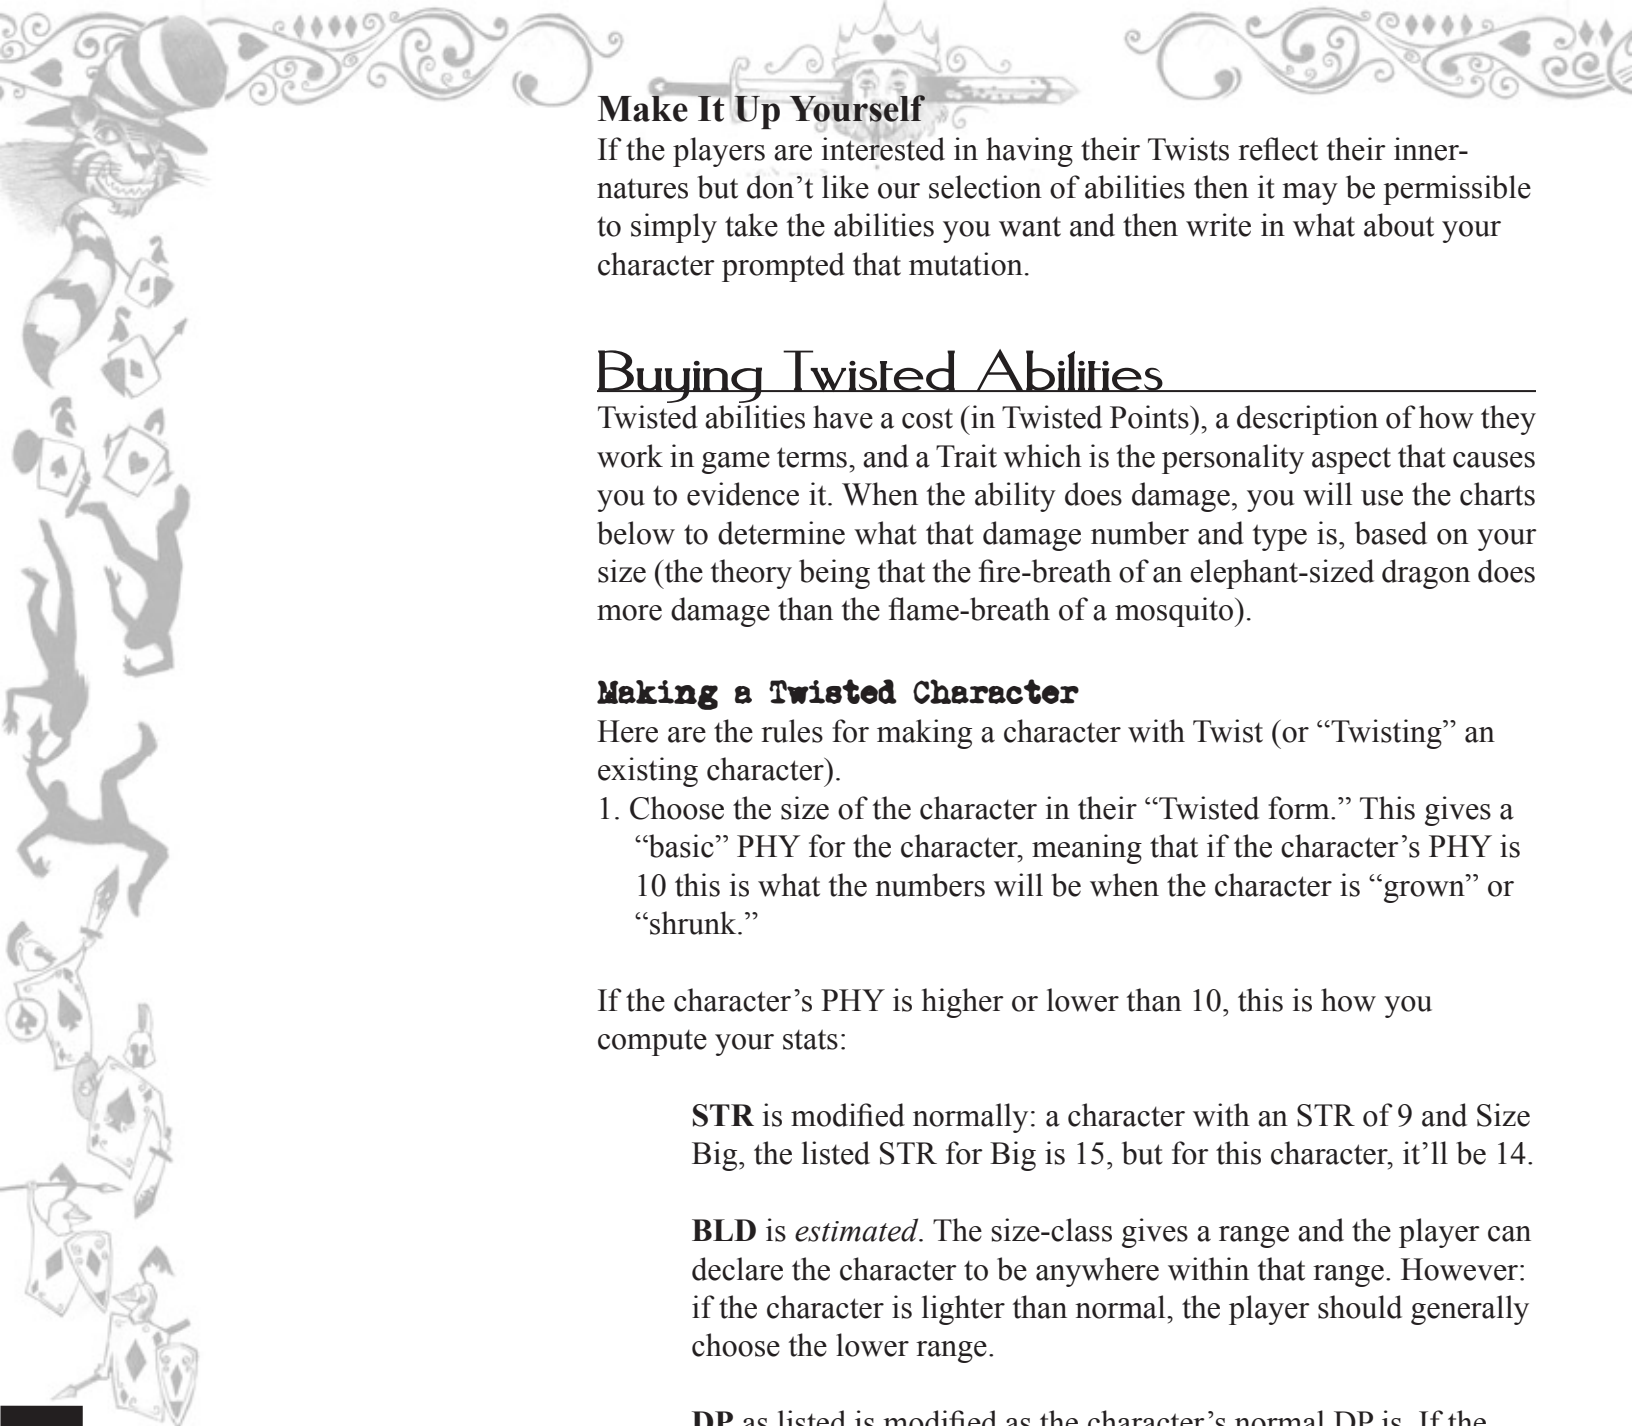 Make It Up Yourself
If the players are interested in having their Twists reflect their inner-
natures but don’t like our selection of abilities then it may be permissible
to simply take the abilities you want and then write in what about your
character prompted that mutation.
Buying Twisted Abilities
Twisted abilities have a cost (in Twisted Points), a description of how they
work in game terms, and a Trait which is the personality aspect that causes
you to evidence it. When the ability does damage, you will use the charts
below to determine what that damage number and type is, based on your
size (the theory being that the fire-breath of an elephant-sized dragon does
more damage than the flame-breath of a mosquito).
Making a Twisted Character
Here are the rules for making a character with Twist (or “Twisting” an
existing character).
1. Choose the size of the character in their “Twisted form.” This gives a
“basic” PHY for the character, meaning that if the character’s PHY is
10 this is what the numbers will be when the character is “grown” or
“shrunk.”
If the character’s PHY is higher or lower than 10, this is how you
compute your stats:
STR is modified normally: a character with an STR of 9 and Size
Big, the listed STR for Big is 15, but for this character, it’ll be 14.
BLD is estimated. The size-class gives a range and the player can
declare the character to be anywhere within that range. However:
if the character is lighter than normal, the player should generally
choose the lower range.
DP as listed is modified as the character’s normal DP is. If the